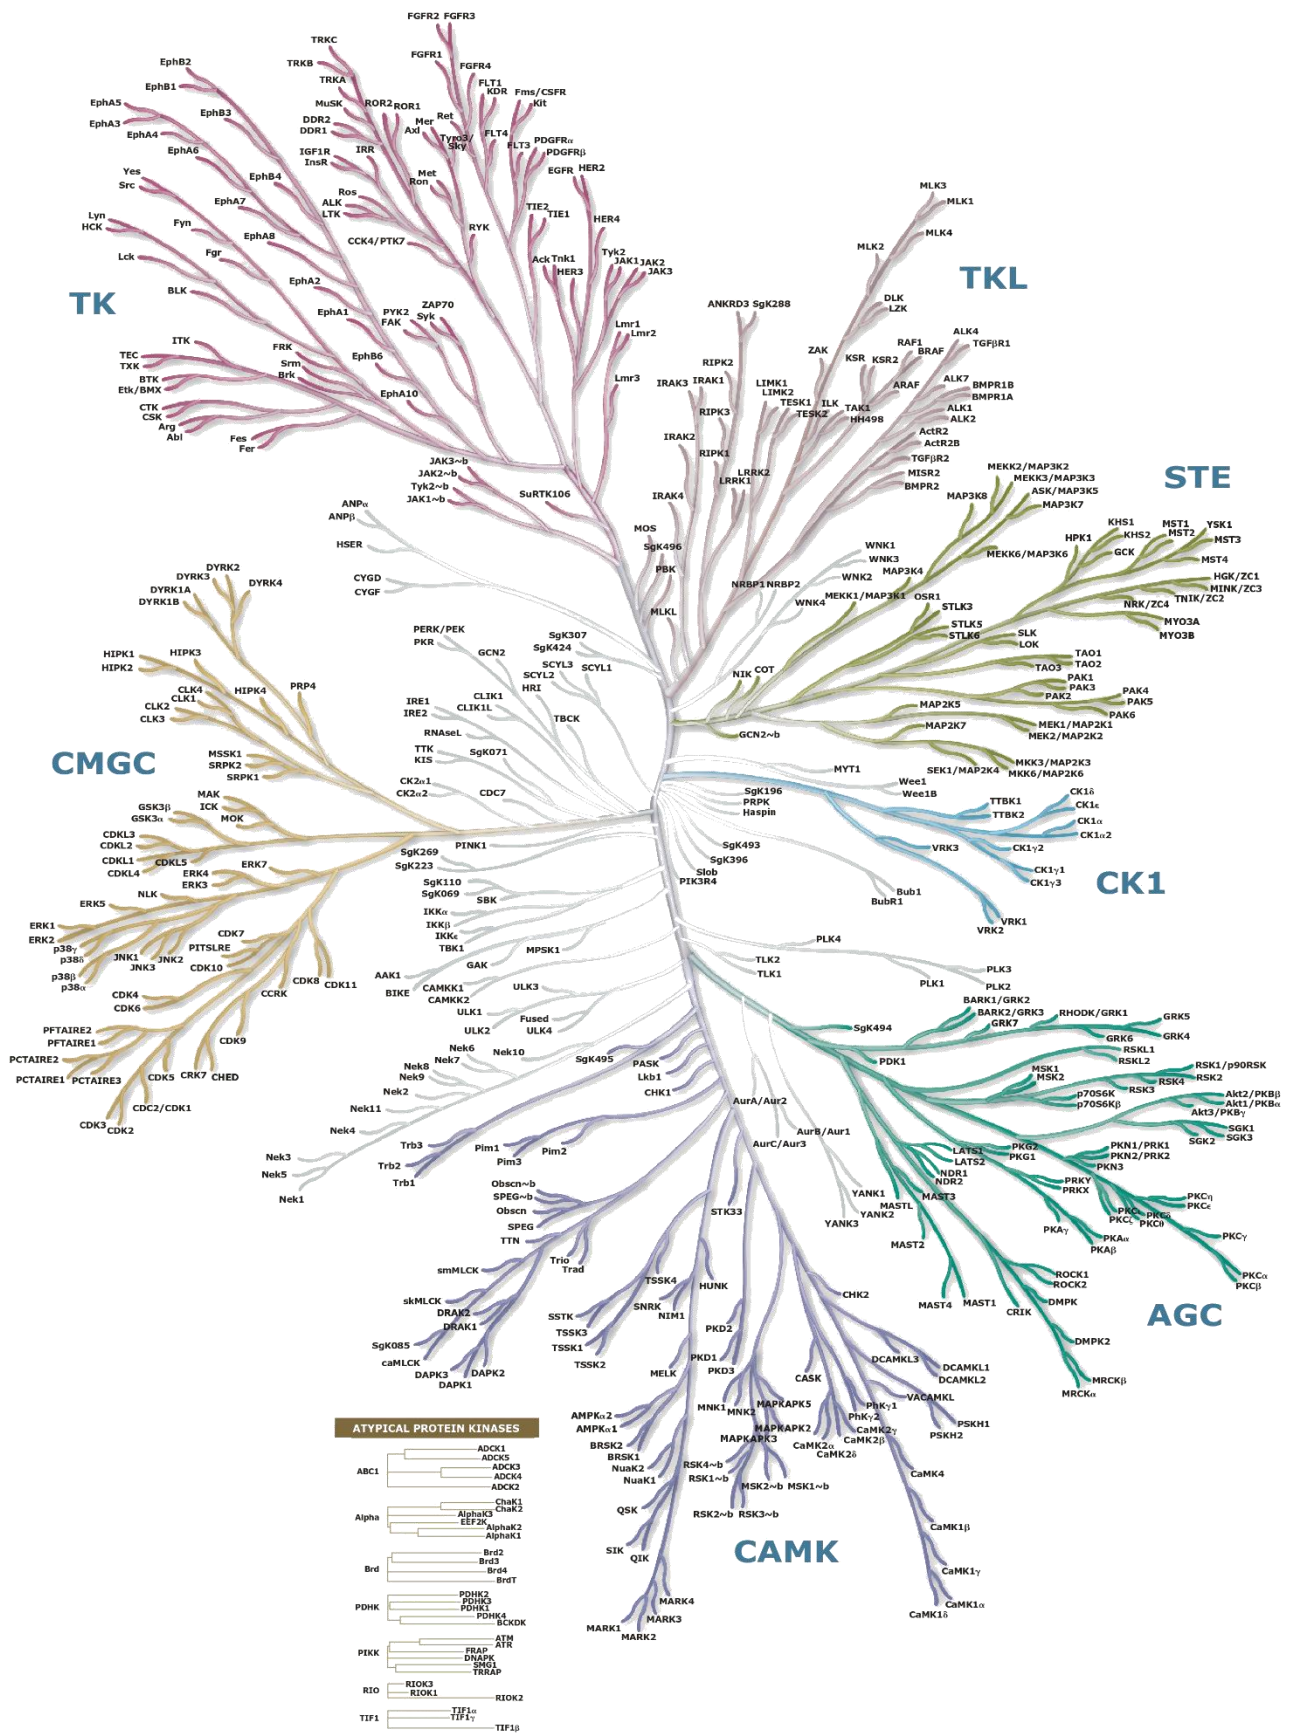 FGFR2 FGFR3
TRKC
FGFR1
TRKB
EphB2
FGFR4
TRKA
FLT1
EphB1
KDR
Fms/CSFR
Kit
EphA5
MuSK
ROR2
ROR1
EphB3
EphA3
DDR2
Mer
Ret
DDR1
Axl
EphA4
Tyro3/
Sky
FLT4
PDGFRα
FLT3
EphA6
IGF1R
IRR
PDGFRβ
InsR
EGFR
HER2
Yes
EphB4
Met
Src
Ron
MLK3
Ros
MLK1
EphA7
ALK
TIE2
Lyn
LTK
TIE1
HCK
Fyn
HER4
RYK
MLK4
EphA8
CCK4/PTK7
MLK2
Fgr
Tyk2
Lck
Ack
Tnk1
JAK1
JAK2
HER3
JAK3
TKL
EphA2
BLK
TK
DLK
ANKRD3 SgK288
LZK
ZAP70
EphA1
PYK2
Syk
FAK
Lmr1
Lmr2
ALK4
ITK
FRK
RAF1
TGFβR1
TEC
EphB6
ZAK
KSR
BRAF
TXK
Srm
RIPK2
KSR2
BTK
Brk
Lmr3
IRAK3
IRAK1
LIMK1
ALK7
Etk/BMX
EphA10
LIMK2
ARAF
BMPR1B
BMPR1A
CTK
TESK1
ILK
TAK1
ALK1
CSK
RIPK3
TESK2
HH498
ALK2
Arg
Abl
Fes
IRAK2
ActR2
Fer
RIPK1
ActR2B
JAK3~b
TGFβR2
JAK2~b
LRRK2
MEKK2/MAP3K2
Tyk2~b
LRRK1
MISR2
MEKK3/MAP3K3
STE
JAK1~b
SuRTK106
IRAK4
BMPR2
ASK/MAP3K5
MAP3K8
MAP3K7
ANPα
ANPβ
MOS
KHS1
MST1
YSK1
HSER
SgK496
WNK1
MEKK6/MAP3K6
HPK1
KHS2
MST2
MST3
WNK3
GCK
MST4
DYRK2
PBK
MAP3K4
DYRK3
CYGD
NRBP1
NRBP2
WNK2
HGK/ZC1
DYRK1A
DYRK4
CYGF
MINK/ZC3
DYRK1B
MEKK1/MAP3K1
OSR1
TNIK/ZC2
WNK4
NRK/ZC4
MLKL
STLK3
MYO3A
PERK/PEK
SgK307
STLK5
SLK
MYO3B
PKR
SgK424
STLK6
LOK
HIPK1
HIPK3
GCN2
SCYL3
SCYL1
TAO1
HIPK2
SCYL2
NIK
COT
TAO3
TAO2
CLK4
HIPK4
PRP4
HRI
PAK1
CLK1
CLIK1
PAK3
PAK4
CLK2
IRE1
CLIK1L
MAP2K5
PAK2
PAK5
CLK3
IRE2
TBCK
PAK6
RNAseL
MAP2K7
MEK1/MAP2K1
GCN2~b
MEK2/MAP2K2
MSSK1
TTK
SgK071
CMGC
SRPK2
KIS
MKK3/MAP2K3
SRPK1
MYT1
SEK1/MAP2K4
MKK6/MAP2K6
CK2α1
Wee1
MAK
CK2α2
CDC7
SgK196
Wee1B
CK1δ
GSK3β
ICK
PRPK
TTBK1
CK1ε
GSK3α
MOK
Haspin
TTBK2
CK1α
CDKL3
PINK1
CK1α2
CDKL2
SgK269
SgK493
VRK3
CK1γ2
CDKL1
CDKL5
ERK7
SgK223
SgK396
CDKL4
ERK4
Slob
CK1γ1
ERK3
SgK110
PIK3R4
CK1γ3
CK1
NLK
SgK069
SBK
Bub1
ERK5
BubR1
IKKα
ERK1
IKKβ
VRK1
CDK7
IKKε
VRK2
ERK2
PITSLRE
TBK1
MPSK1
PLK4
p38γ
JNK1
JNK2
p38δ
JNK3
CDK10
GAK
TLK2
p38β
CDK8
CDK11
AAK1
TLK1
PLK3
p38α
CCRK
BIKE
CAMKK1
ULK3
PLK1
PLK2
CDK4
CAMKK2
CDK6
BARK1/GRK2
ULK1
Fused
BARK2/GRK3
RHODK/GRK1
GRK5
PFTAIRE2
ULK2
ULK4
SgK494
GRK7
GRK6
GRK4
PFTAIRE1
CDK9
Nek6
Nek10
RSKL1
PCTAIRE2
Nek7
SgK495
PASK
PDK1
RSKL2
RSK1/p90RSK
PCTAIRE1
PCTAIRE3
CDK5
CRK7
CHED
Nek8
Lkb1
MSK1
RSK4
RSK2
Nek9
MSK2
RSK3
Nek2
CHK1
p70S6K
Akt2/PKBβ
CDC2/CDK1
AurA/Aur2
p70S6Kβ
Akt1/PKBα
Nek11
Akt3/PKBγ
CDK3
CDK2
Nek4
AurB/Aur1
SGK1
AurC/Aur3
SGK2
SGK3
Trb3
Pim1
Pim2
LATS1
PKG2
PKN1/PRK1
Nek3
Pim3
LATS2
PKG1
PKN2/PRK2
Trb2
NDR1
PKN3
Nek5
Trb1
NDR2
PRKY
Obscn~b
YANK1
MAST3
PRKX
Nek1
SPEG~b
MASTL
PKCη
Obscn
STK33
YANK2
PKCι
PKCδ
PKCε
SPEG
YANK3
PKCζ
PKCθ
TTN
MAST2
PKAγ
PKAα
PKCγ
PKAβ
Trio
Trad
smMLCK
TSSK4
HUNK
ROCK1
PKCα
ROCK2
PKCβ
CHK2
skMLCK
SNRK
MAST4
MAST1
CRIK
DMPK
DRAK2
SSTK
NIM1
AGC
DRAK1
PKD2
TSSK3
DMPK2
SgK085
TSSK1
PKD1
DCAMKL3
caMLCK
TSSK2
PKD3
DCAMKL1
DAPK3
DAPK2
MELK
CASK
DCAMKL2
MRCKβ
DAPK1
MRCKα
VACAMKL
MNK1
MAPKAPK5
PhKγ1
AMPKα2
MNK2
PhKγ2
PSKH1
ATYPICAL PROTEIN KINASES
AMPKα1
MAPKAPK2
CaMK2γ
PSKH2
BRSK2
MAPKAPK3
CaMK2β
ADCK1
CaMK2α
ADCK5
BRSK1
CaMK2δ
ABC1
ADCK3
NuaK2
RSK4~b
CaMK4
ADCK4
NuaK1
RSK1~b
ADCK2
MSK2~b
MSK1~b
ChaK1
ChaK2
QSK
RSK2~b RSK3~b
Alpha
AlphaK3
EEF2K
CaMK1β
AlphaK2
AlphaK1
SIK
CAMK
Brd2
QIK
Brd3
Brd
Brd4
CaMK1γ
BrdT
PDHK2
MARK4
PDHK3
CaMK1α
PDHK
PDHK1
CaMK1δ
PDHK4
MARK3
BCKDK
MARK1
MARK2
ATM
ATR
PIKK
FRAP
DNAPK
SMG1
TRRAP
RIOK3
RIO
RIOK1
RIOK2
TIF1α
TIF1
TIF1γ
TIF1β